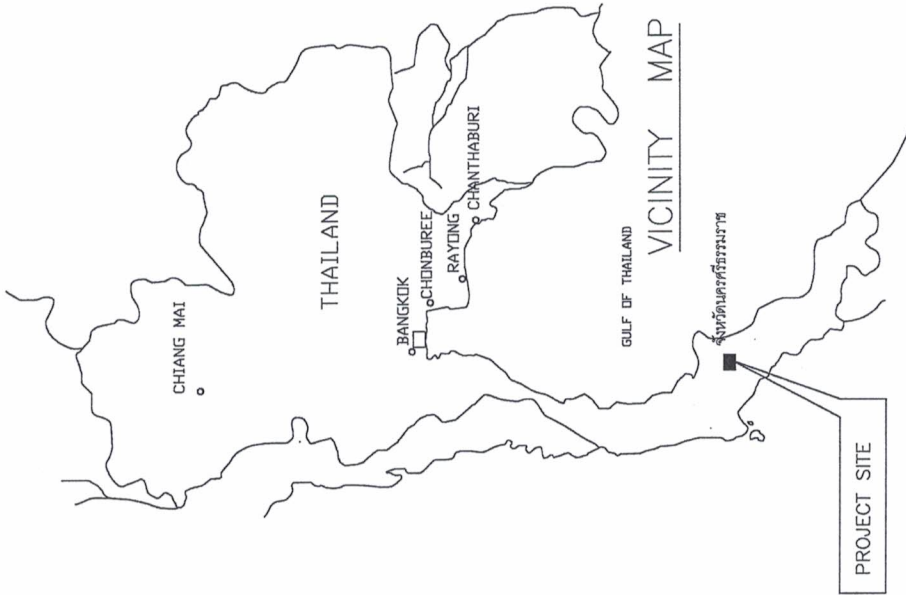 CHIANG MAI
THAILAND
BANGKOK
CHONBUREE
RAYONG
CHANTHABURI
GULF OF THAILAND
VICINITY MAP
จังหวัดนครศรีธรรมราช
PROJECT SITE